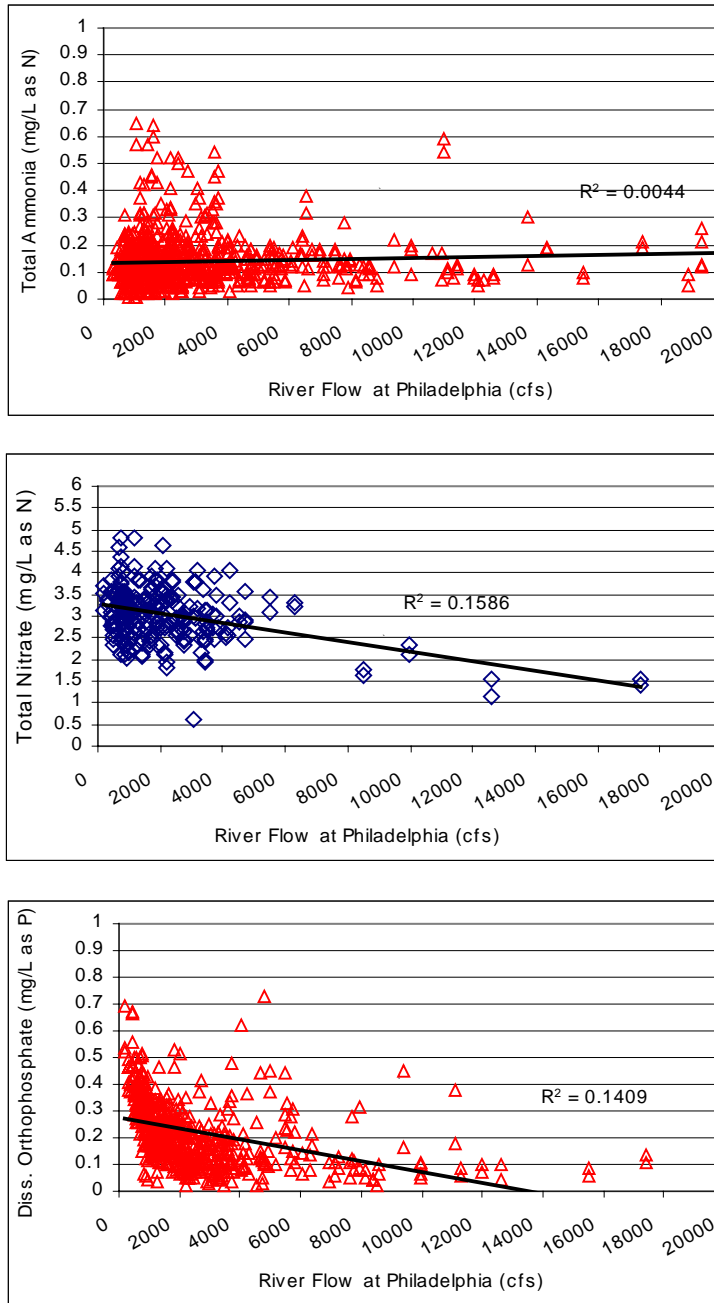 Total Ammonia (mg/L as N)
1
0.9
0.8
0.7
0.6
0.5
0.4
0.3
0.2
0.1
0
R² = 0.0044
0 2000 4000 6000 8000 10000 12000 14000 16000 18000 20000
River Flow at Philadelphia (cfs)
Total Nitrate (mg/L as N)
6
5.5
5
4.5
4
3.5
3
2.5
2
1.5
1
0.5
0
R² = 0.1586
0 2000 4000 6000 8000 10000 12000 14000 16000 18000 20000
River Flow at Philadelphia (cfs)
Diss. Orthophosphate (mg/L as P)
1
0.9
0.8
0.7
0.6
0.5
0.4
0.3
0.2
0.1
0
R² = 0.1409
0 2000 4000 6000 8000 10000 12000 14000 16000 18000 20000
River Flow at Philadelphia (cfs)